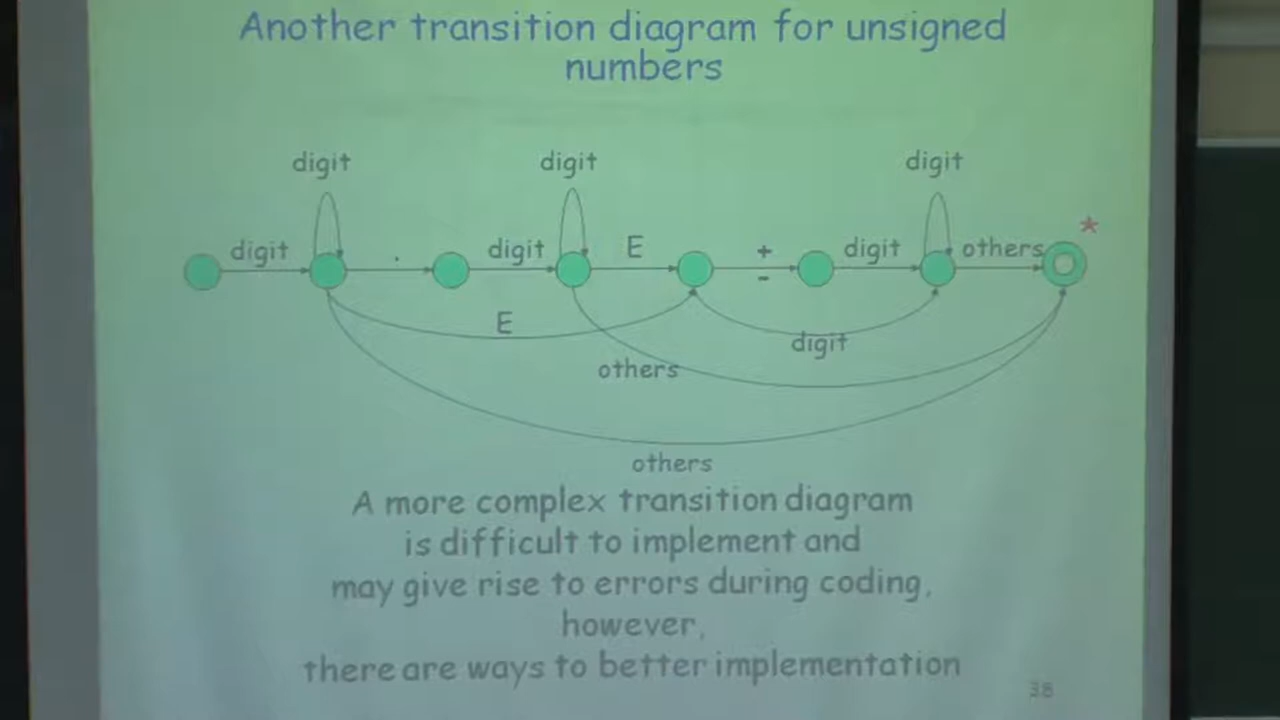 Another transition diagram for unsigned
numbers
digit digit digit
digit . digit E + digit others *
-
E
digit
others
others
A more complex transition diagram
is difficult to implement and
may give rise to errors during coding,
however,
there are ways to better implementation
38